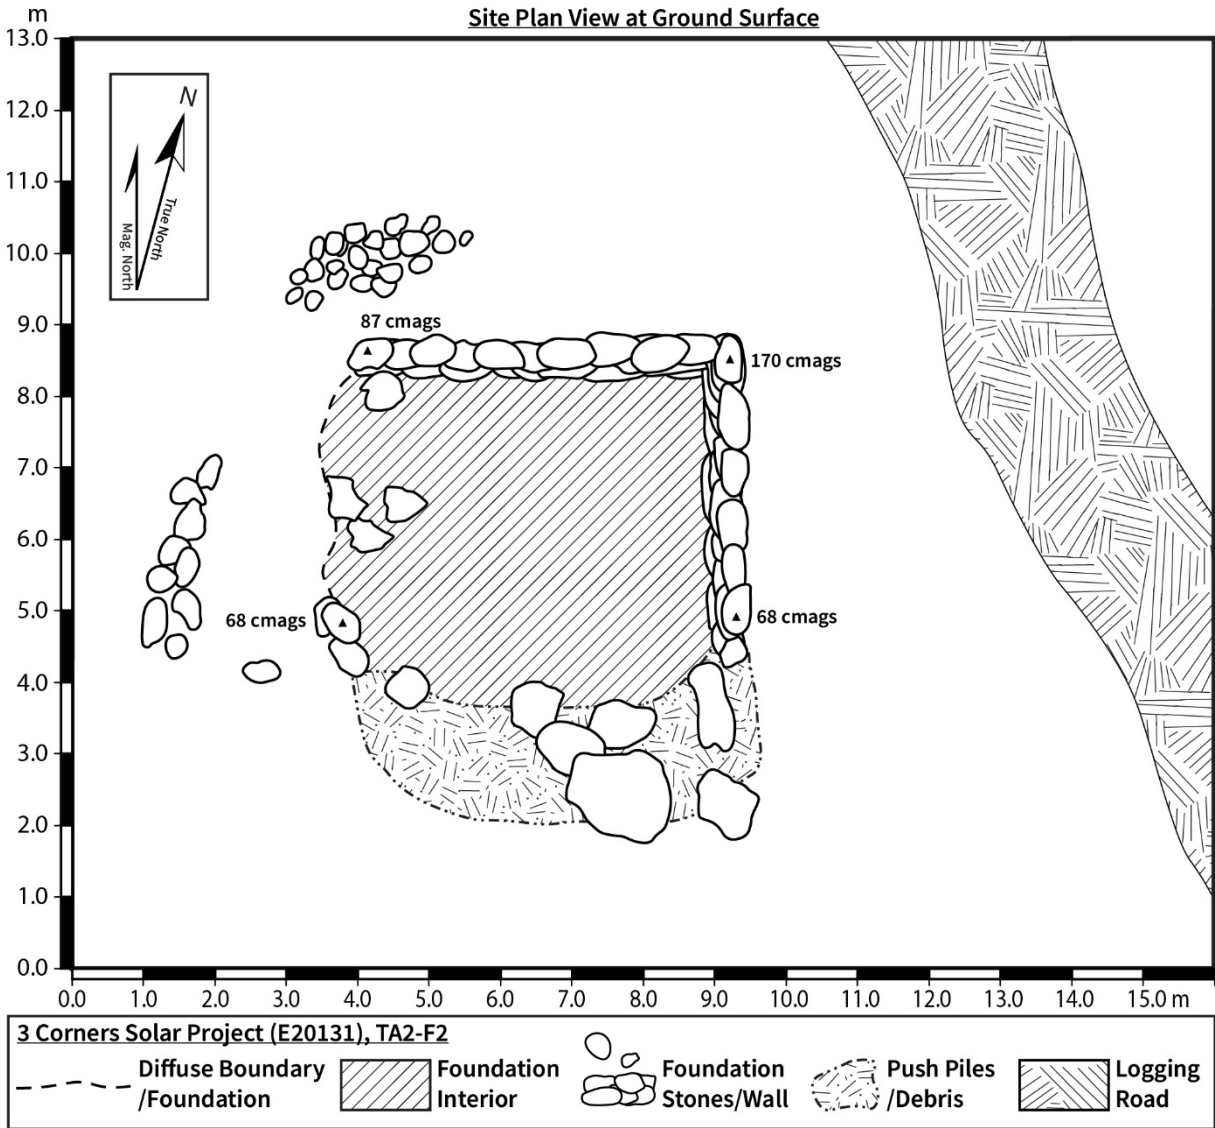 Site Plan View at Ground Surface
m
13.0
12.0
11.0
10.0
9.0
8.0
7.0
6.0
5.0
4.0
3.0
2.0
1.0
0.0
N
Mag. North
True North
87 cmags
170 cmags
68 cmags
68 cmags
0.0 1.0 2.0 3.0 4.0 5.0 6.0 7.0 8.0 9.0 10.0 11.0 12.0 13.0 14.0 15.0 m
3 Corners Solar Project (E20131), TA2-F2
Diffuse Boundary
/Foundation
Foundation
Interior
Foundation
Stones/Wall
Push Piles
/Debris
Logging
Road